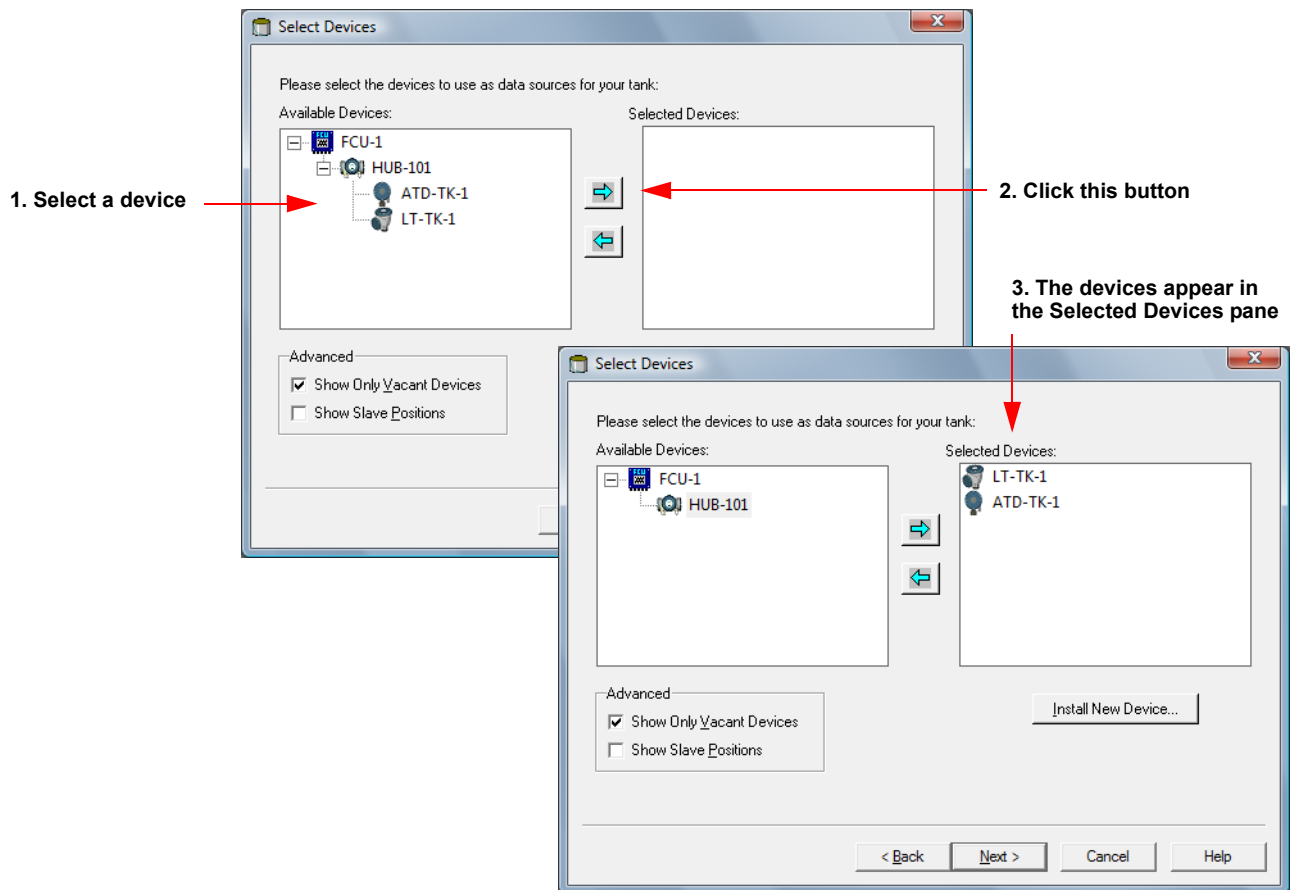 Select Devices
Please select the devices to use as data sources for your tank:
Available Devices:
Selected Devices:
FCU
FCU-1
HUB-101
ATD-TK-1
LT-TK-1
1. Select a device
2. Click this button
Advanced
Show Only Vacant Devices
Show Slave Positions
3. The devices appear in
the Selected Devices pane
Select Devices
Please select the devices to use as data sources for your tank:
Available Devices:
Selected Devices:
FCU
FCU-1
HUB-101
LT-TK-1
ATD-TK-1
Advanced
Show Only Vacant Devices
Show Slave Positions
Install New Device...
< Back
Next >
Cancel
Help